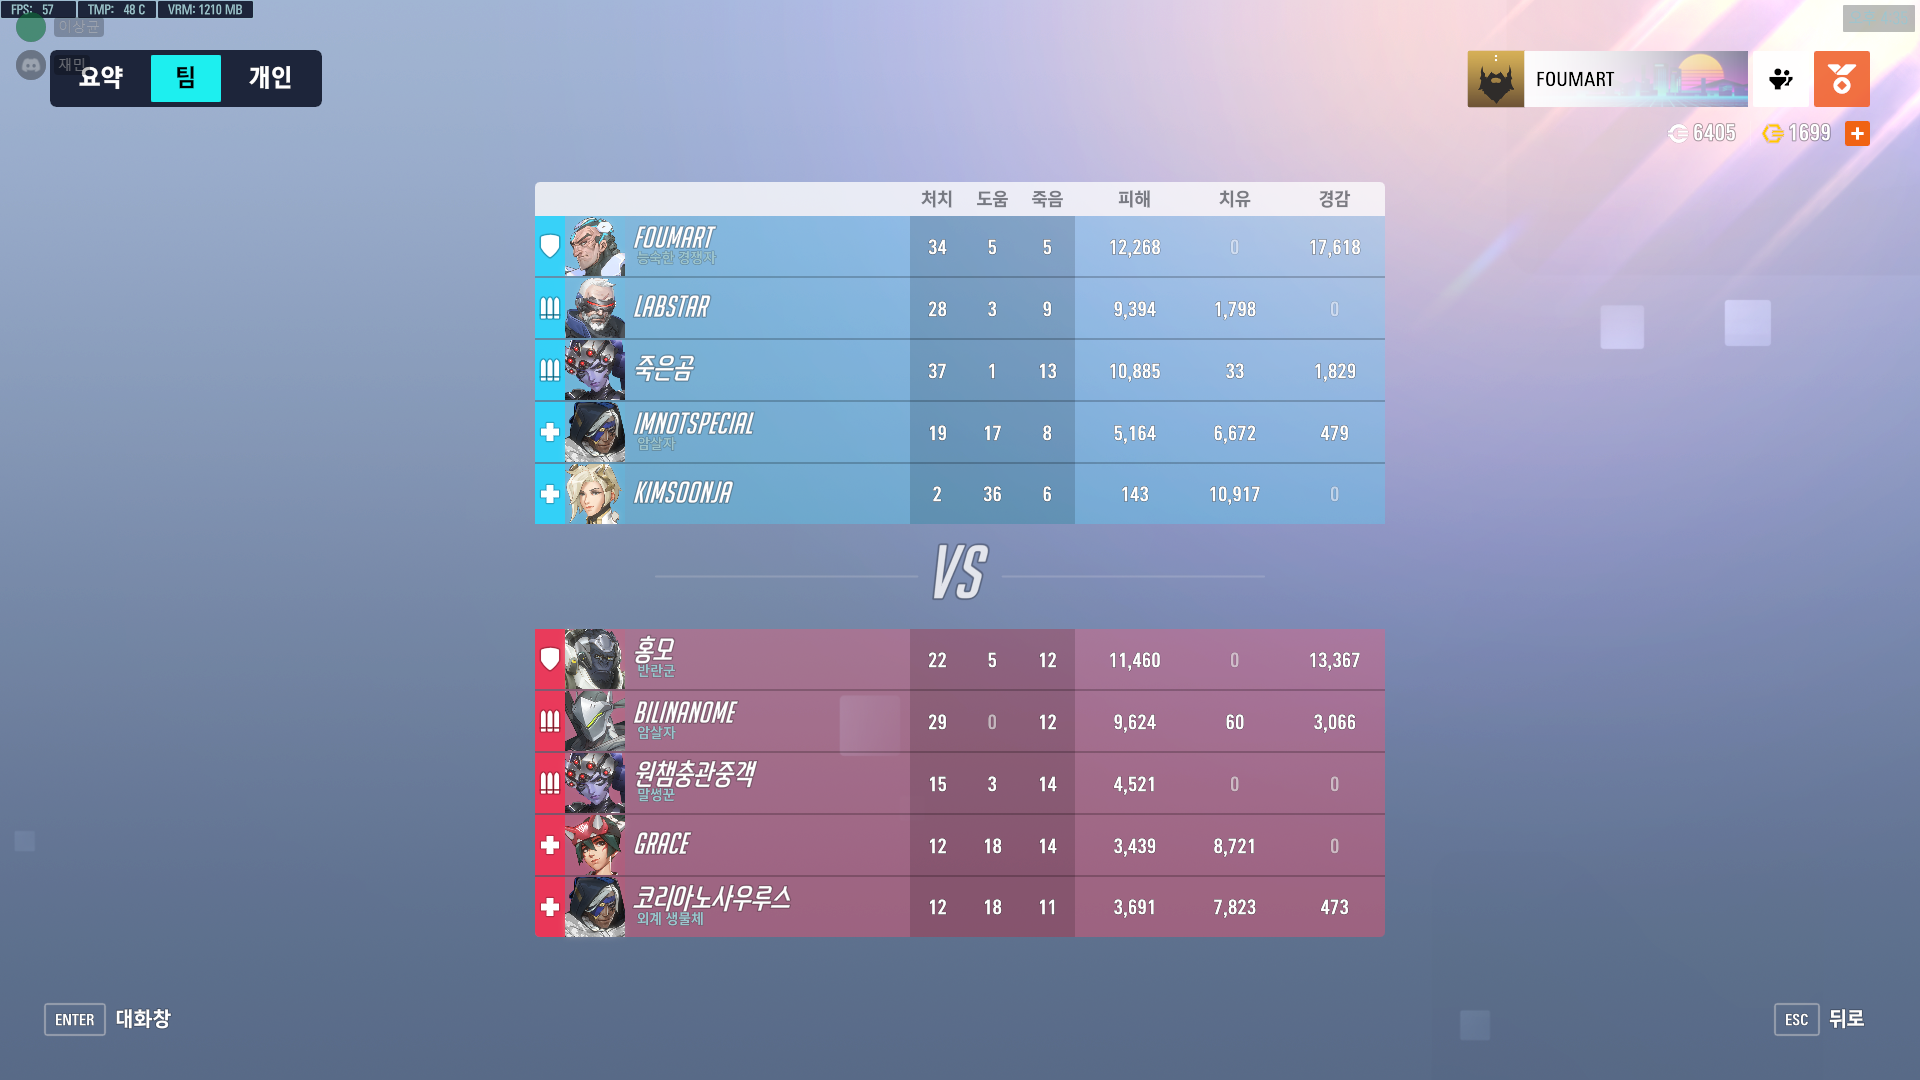 FPS: 57 TMP: 48 C VRM: 1210 MB
이상균
재민
요약 팀 개인
FOUMART
6405 1699
처치 도움 죽음 피해 치유 경감
FOUMART 34 5 5 12,268 0 17,618
능숙한 경쟁자
LABSTAR 28 3 9 9,394 1,798 0
죽은곰 37 1 13 10,885 33 1,829
IMNOTSPECIAL 19 17 8 5,164 6,672 479
암살자
KIMSOONJA 2 36 6 143 10,917 0
VS
홍모 22 5 12 11,460 0 13,367
반란군
BILINANOME 29 0 12 9,624 60 3,066
암살자
원챔충관중객 15 3 14 4,521 0 0
말썽꾼
GRACE 12 18 14 3,439 8,721 0
코리아노사우루스 12 18 11 3,691 7,823 473
외계 생물체
ENTER 대화창
ESC 뒤로